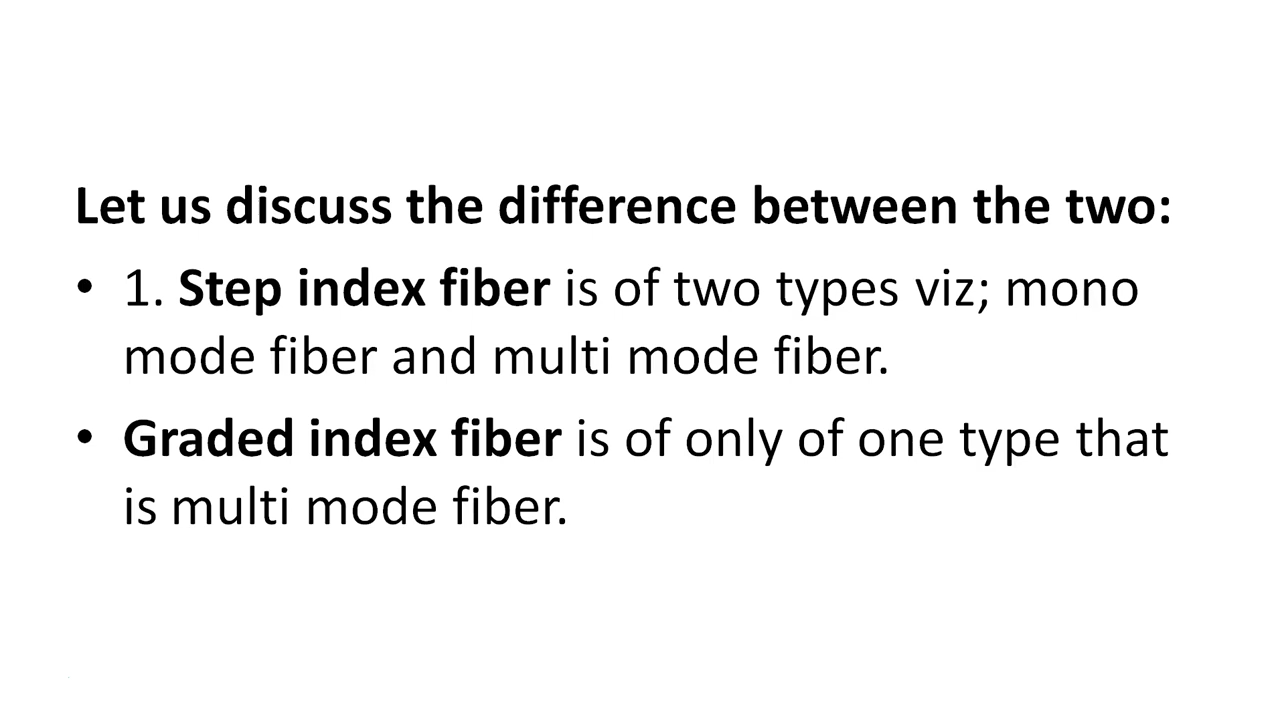 Let us discuss the difference between the two:
• 1. Step index fiber is of two types viz; mono
mode fiber and multi mode fiber.
• Graded index fiber is of only of one type that
is multi mode fiber.